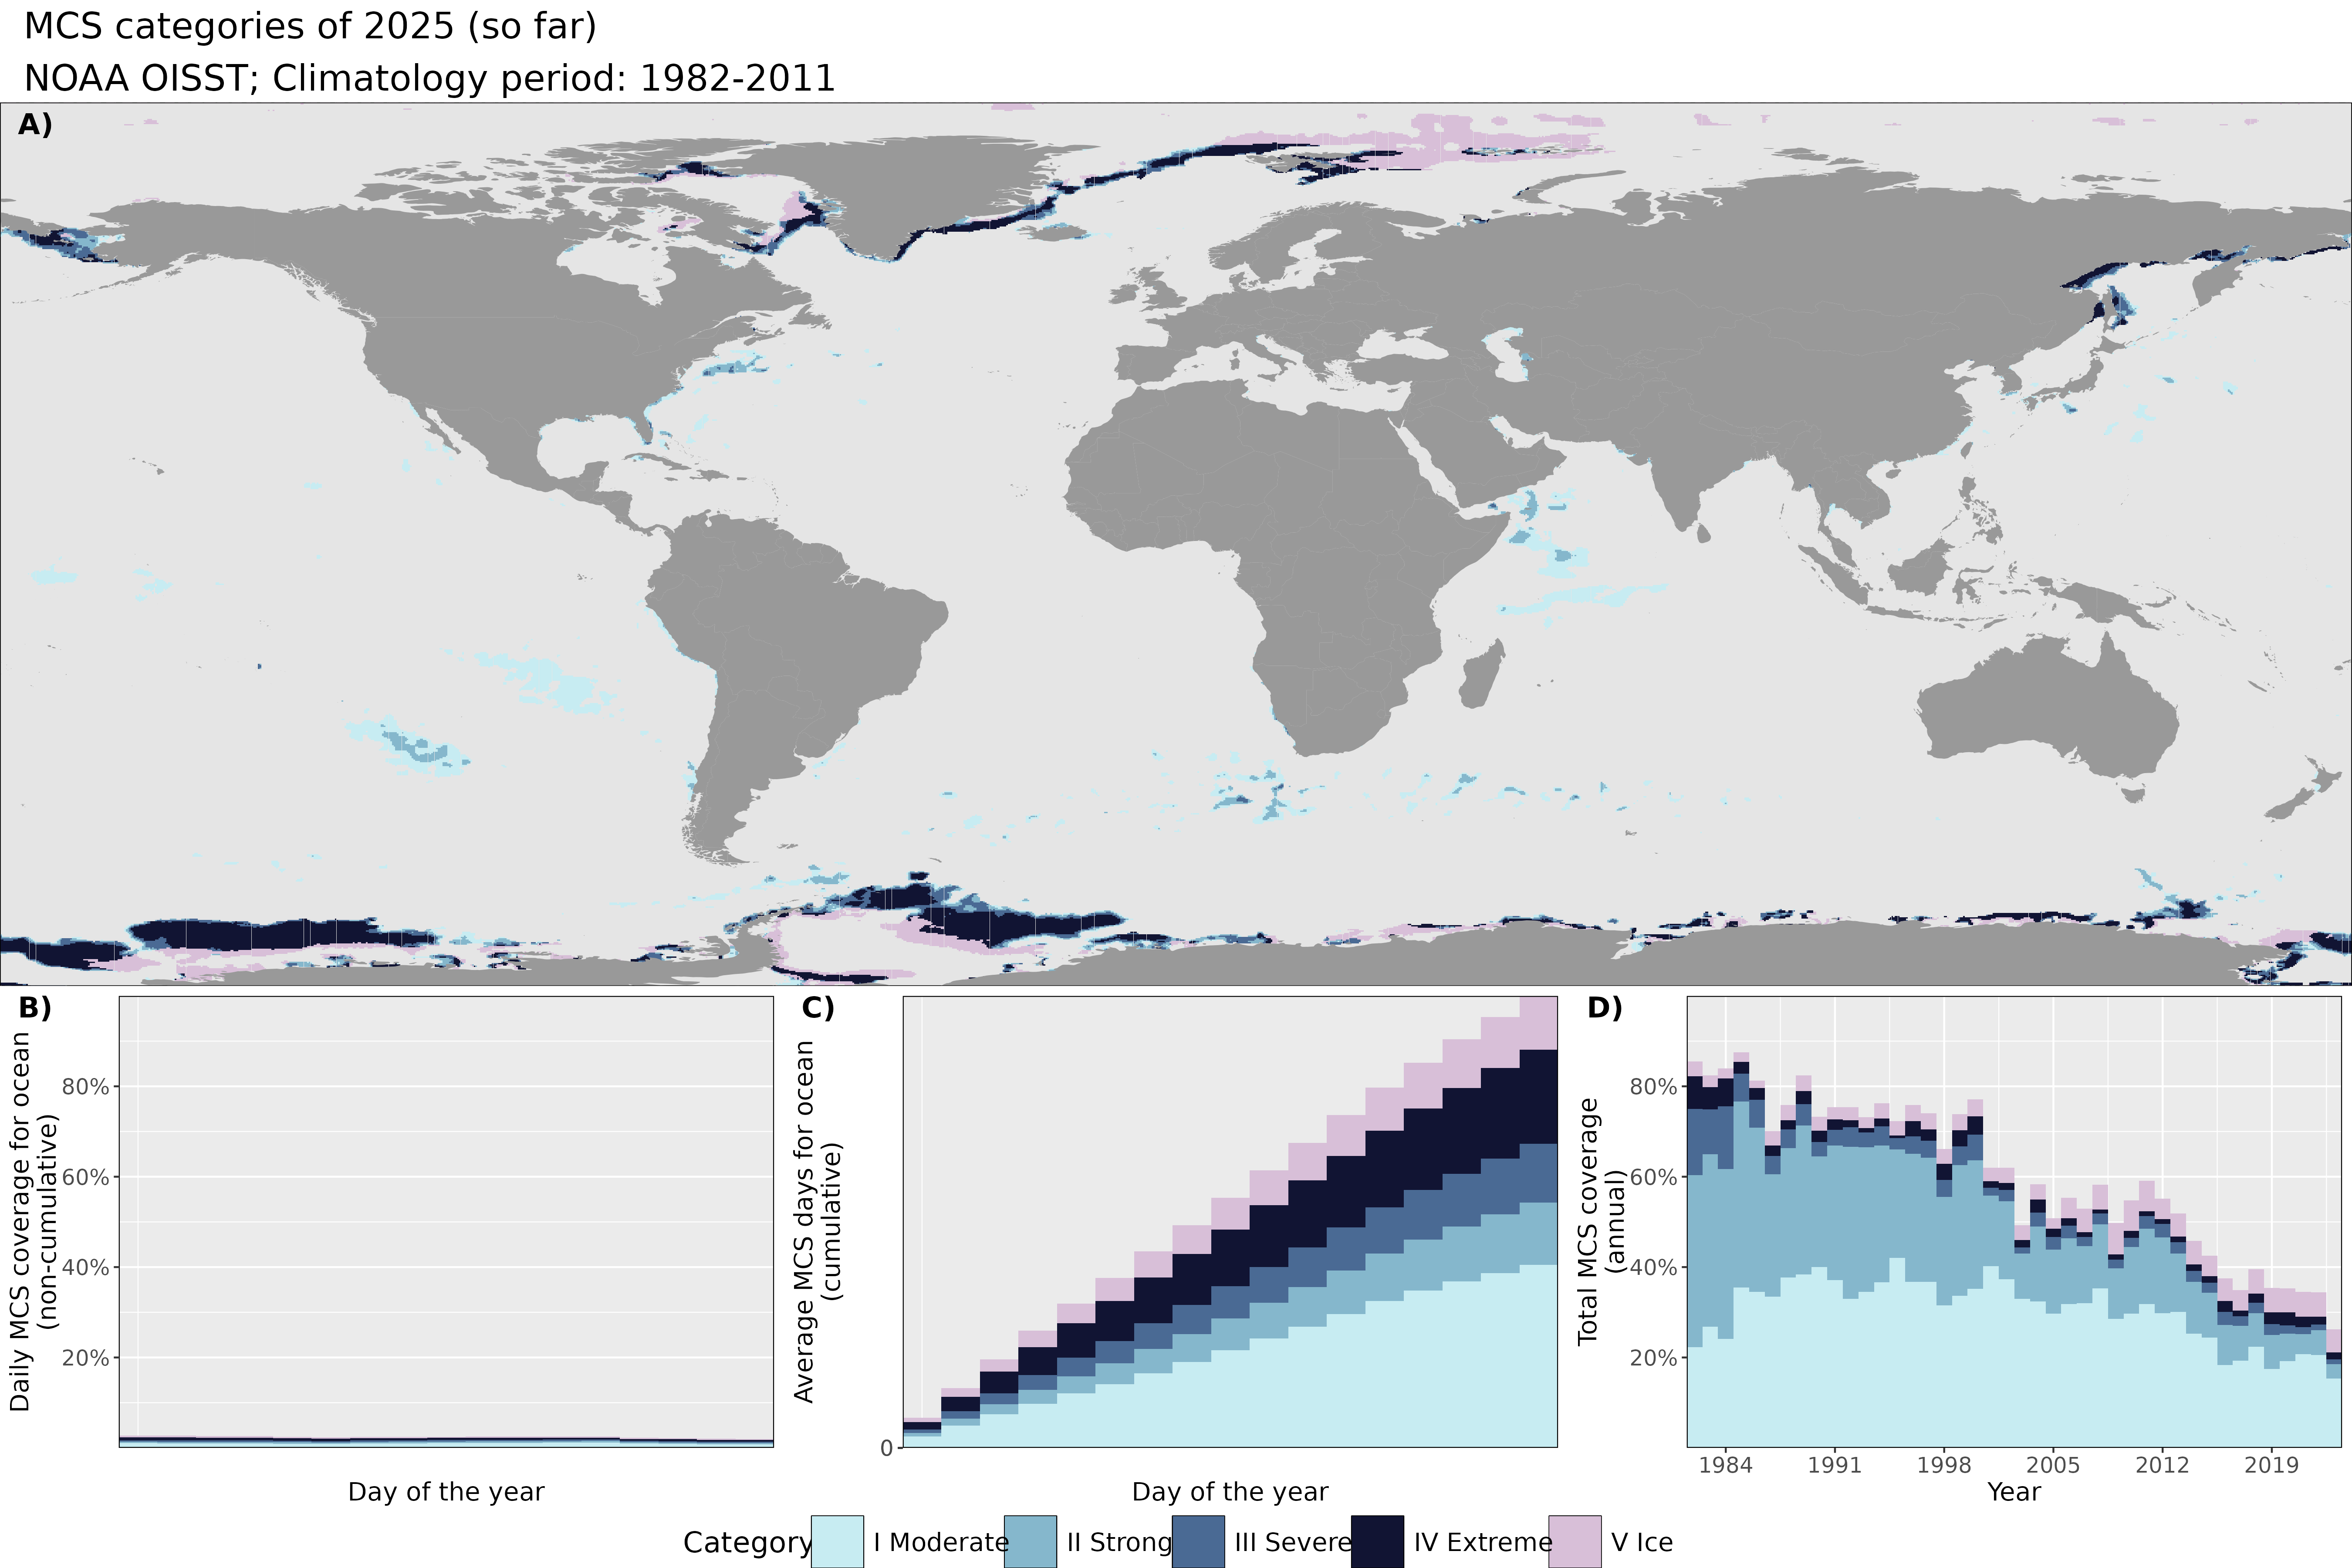 MCS categories of 2025 (so far)
NOAA OISST; Climatology period: 1982-2011
A)
B)
Daily MCS coverage for ocean
(non-cumulative)
80%
60%
40%
20%
Day of the year
C)
Average MCS days for ocean
(cumulative)
0
Day of the year
D)
Total MCS coverage
(annual)
80%
60%
40%
20%
1984 1991 1998 2005 2012 2019
Year
Category I Moderate II Strong III Severe IV Extreme V Ice